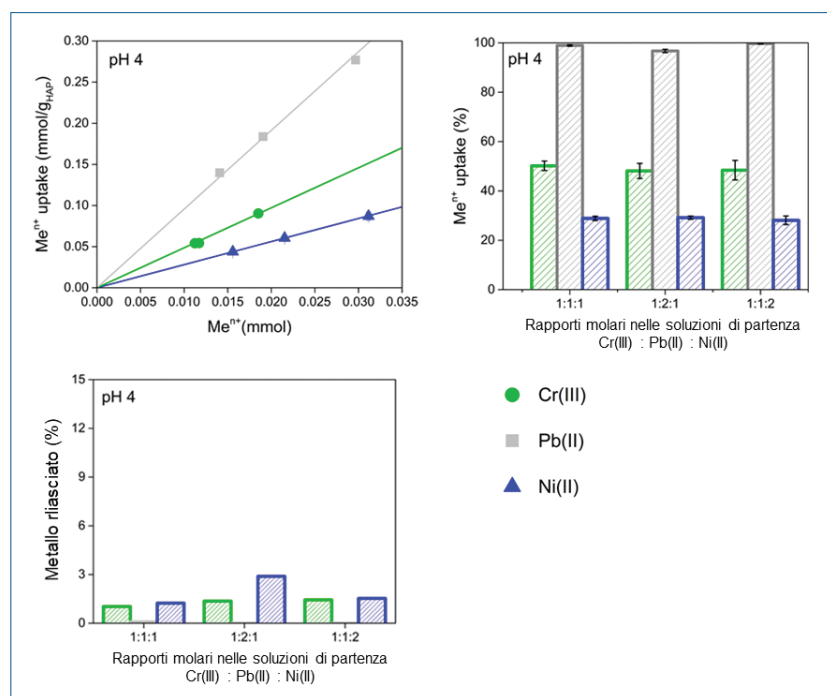 pH 4
0.30
0.25
0.20
0.15
0.10
0.05
0.00
0.000 0.005 0.010 0.015 0.020 0.025 0.030 0.035
Meⁿ⁺ uptake (mmol/g_HAP)
Meⁿ⁺(mmol)
pH 4
100
80
60
40
20
0
1:1:1 1:2:1 1:1:2
Meⁿ⁺ uptake (%)
Rapporti molari nelle soluzioni di partenza
Cr(III) : Pb(II) : Ni(II)
pH 4
15
12
9
6
3
0
1:1:1 1:2:1 1:1:2
Metallo rliasciato (%)
Rapporti molari nelle soluzioni di partenza
Cr(III) : Pb(II) : Ni(II)
Cr(III)
Pb(II)
Ni(II)